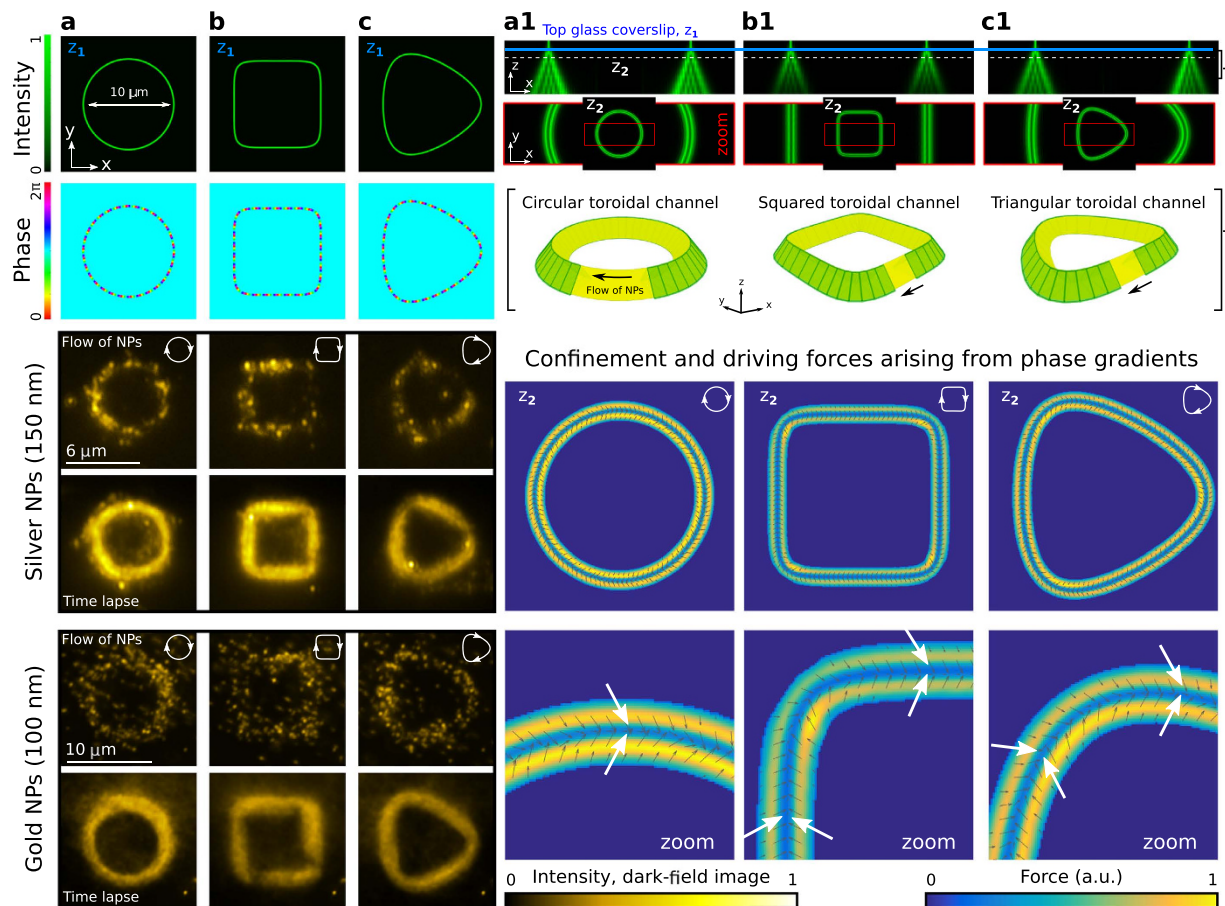 a
b
c
a1
b1
c1
Top glass coverslip, z1
Intensity
1
0
z1
10 µm
y
x
z1
z1
z
x
z2
z2
y
x
z2
z2
zoom
Phase
2π
0
Circular toroidal channel
Squared toroidal channel
Triangular toroidal channel
Flow of NPs
z
y
x
Silver NPs (150 nm)
Flow of NPs
6 µm
Time lapse
Confinement and driving forces arising from phase gradients
z2
z2
z2
Gold NPs (100 nm)
Flow of NPs
10 µm
Time lapse
zoom
zoom
zoom
0 Intensity, dark-field image 1
0 Force (a.u.) 1